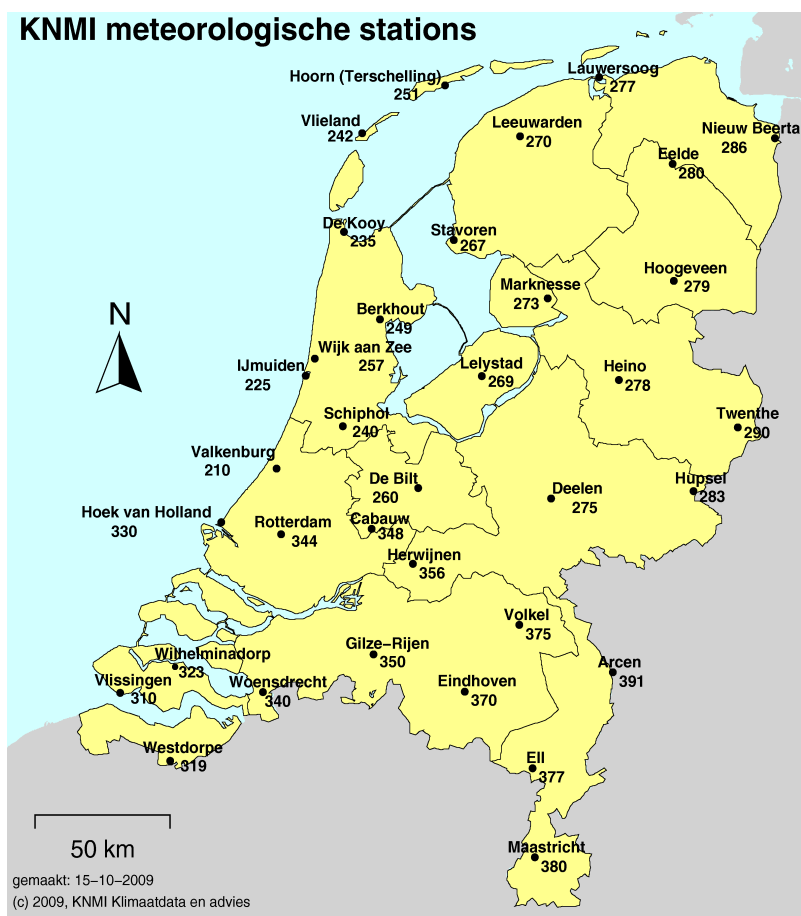 KNMI meteorologische stations
Lauwersoog
277
Hoorn (Terschelling)
251
Vlieland
242
Leeuwarden
270
Nieuw Beerta
286
Eelde
280
De Kooy
235
Stavoren
267
Hoogeveen
279
Marknesse
273
Berkhout
249
N
Wijk aan Zee
257
IJmuiden
225
Lelystad
269
Heino
278
Schiphol
240
Twenthe
290
Valkenburg
210
De Bilt
260
Deelen
275
Hupsel
283
Hoek van Holland
330
Rotterdam
344
Cabauw
348
Herwijnen
356
Volkel
375
Gilze−Rijen
350
Wilhelminadorp
323
Arcen
391
Vlissingen
310
Woensdrecht
340
Eindhoven
370
Westdorpe
319
Ell
377
50 km
Maastricht
380
gemaakt: 15−10−2009
(c) 2009, KNMI Klimaatdata en advies